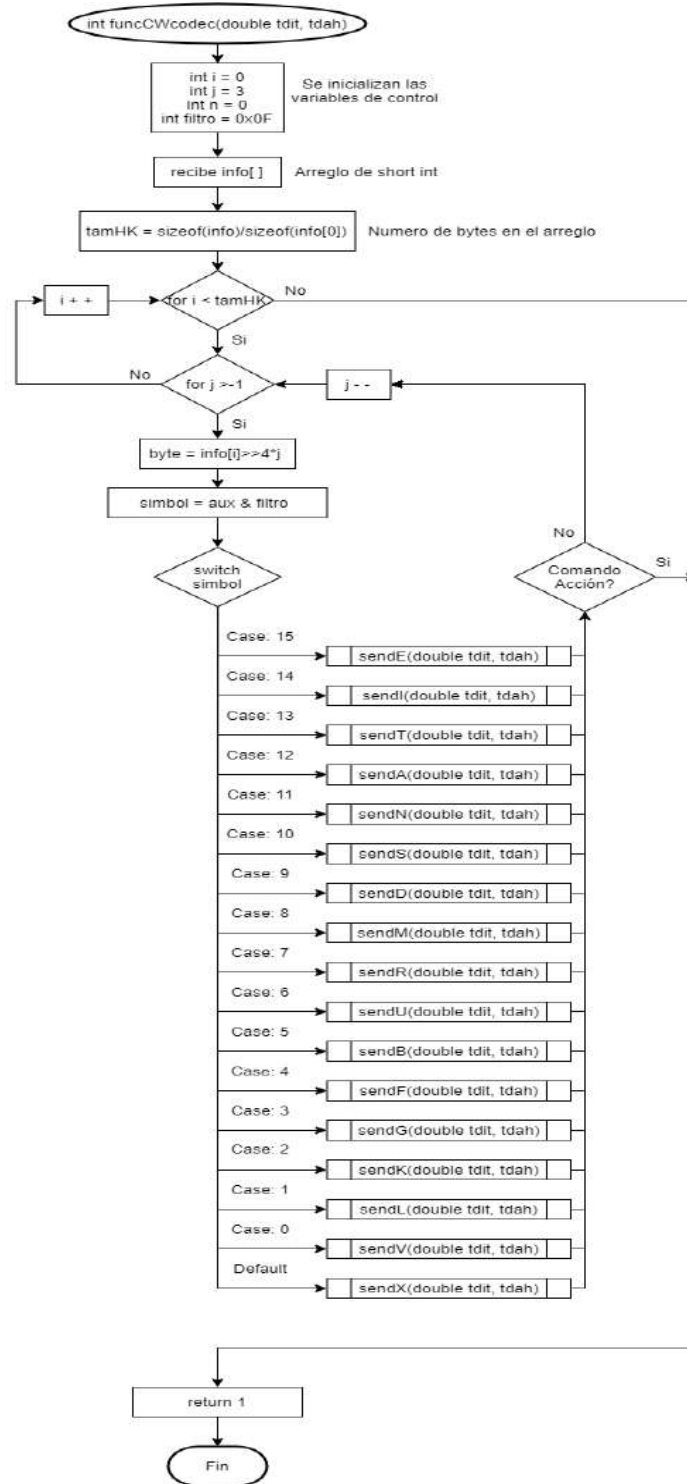 int funcCWcodec(double tdit, tdah)
int i = 0
int j = 3
int n = 0
int filtro = 0x0F
Se inicializan las
variables de control
recibe info[ ]
Arreglo de short int
tamHK = sizeof(info)/sizeof(info[0])
Numero de bytes en el arreglo
i + +
for i < tamHK
No
Si
No
for j >-1
j - -
Si
byte = info[i]>>4*j
simbol = aux & filtro
switch
simbol
No
Comando
Acción?
Si
Case: 15
sendE(double tdit, tdah)
Case: 14
sendI(double tdit, tdah)
Case: 13
sendT(double tdit, tdah)
Case: 12
sendA(double tdit, tdah)
Case: 11
sendN(double tdit, tdah)
Case: 10
sendS(double tdit, tdah)
Case: 9
sendD(double tdit, tdah)
Case: 8
sendM(double tdit, tdah)
Case: 7
sendR(double tdit, tdah)
Case: 6
sendU(double tdit, tdah)
Case: 5
sendB(double tdit, tdah)
Case: 4
sendF(double tdit, tdah)
Case: 3
sendG(double tdit, tdah)
Case: 2
sendK(double tdit, tdah)
Case: 1
sendL(double tdit, tdah)
Case: 0
sendV(double tdit, tdah)
Default
sendX(double tdit, tdah)
return 1
Fin